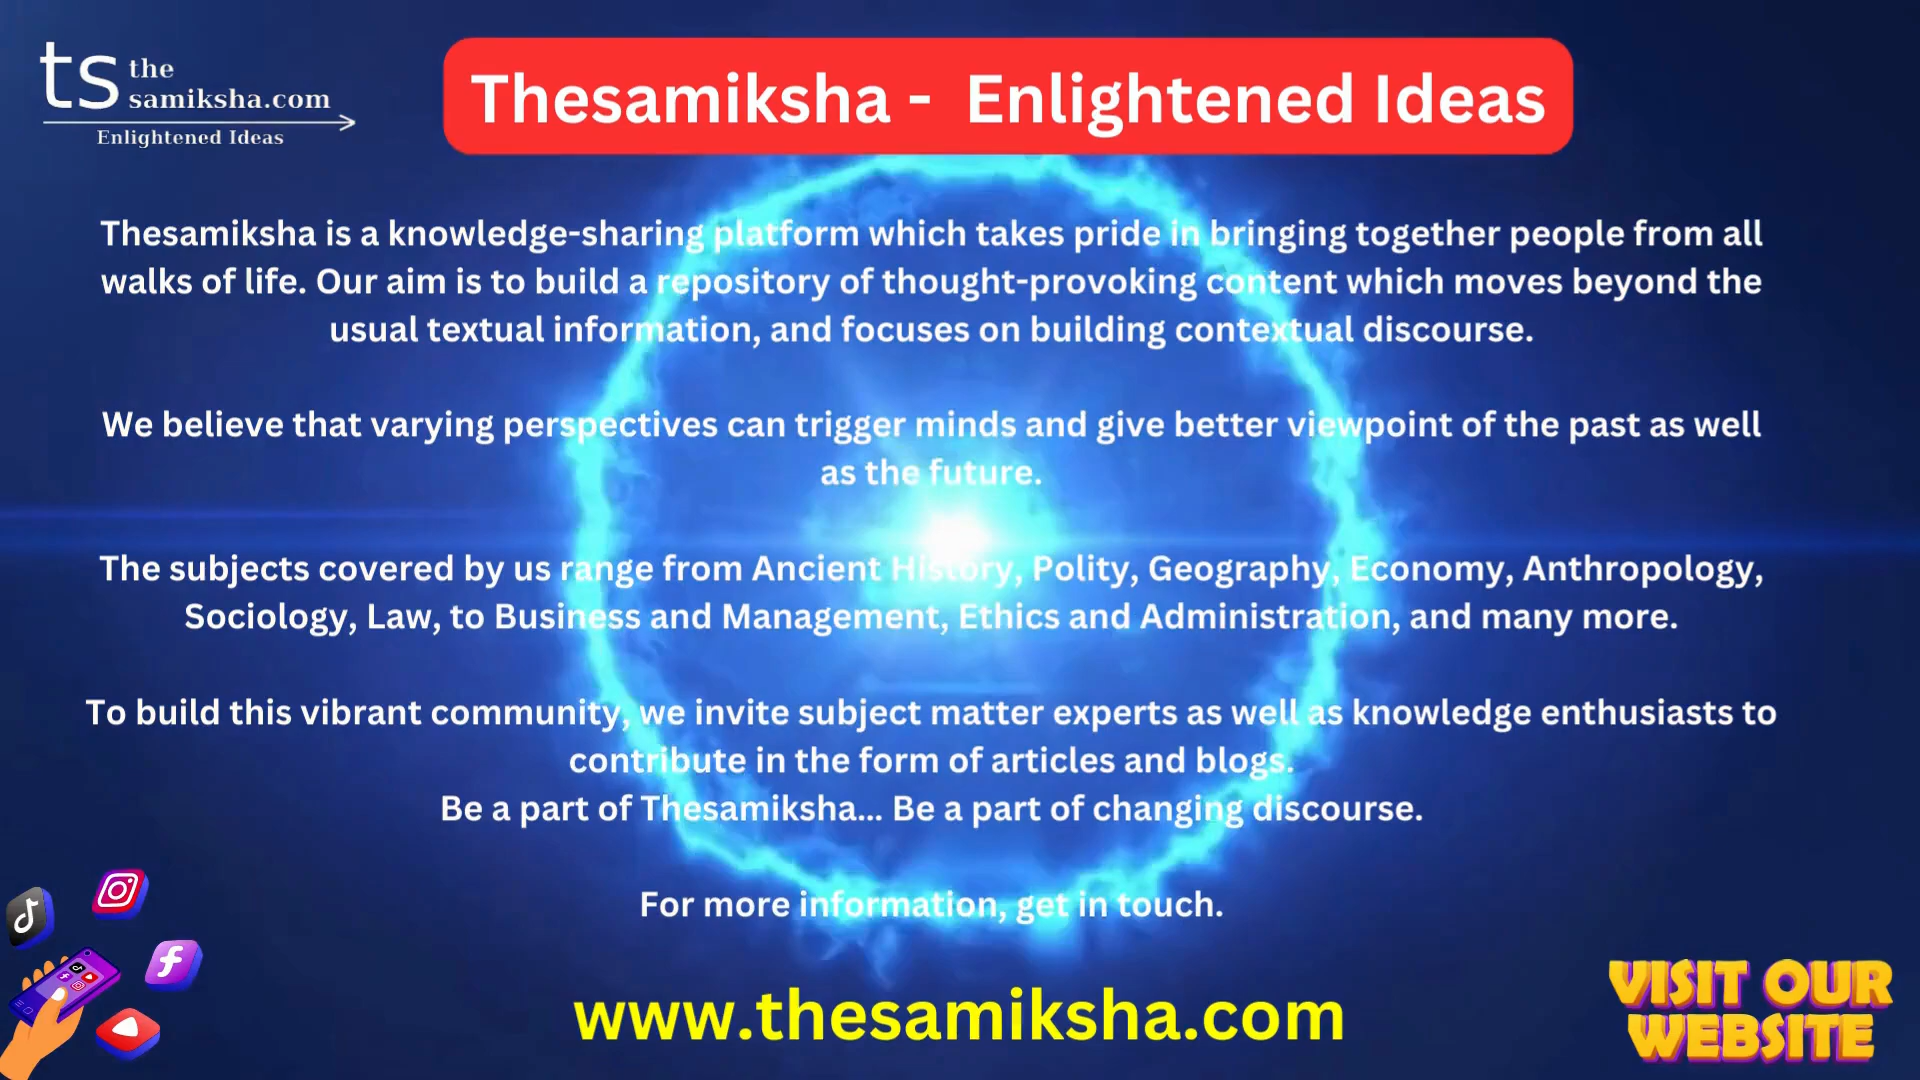 ts the
samiksha.com
Enlightened Ideas
Thesamiksha - Enlightened Ideas
Thesamiksha is a knowledge-sharing platform which takes pride in bringing together people from all
walks of life. Our aim is to build a repository of thought-provoking content which moves beyond the
usual textual information, and focuses on building contextual discourse.
We believe that varying perspectives can trigger minds and give better viewpoint of the past as well
as the future.
The subjects covered by us range from Ancient History, Polity, Geography, Economy, Anthropology,
Sociology, Law, to Business and Management, Ethics and Administration, and many more.
To build this vibrant community, we invite subject matter experts as well as knowledge enthusiasts to
contribute in the form of articles and blogs.
Be a part of Thesamiksha... Be a part of changing discourse.
For more information, get in touch.
www.thesamiksha.com
VISIT OUR
WEBSITE